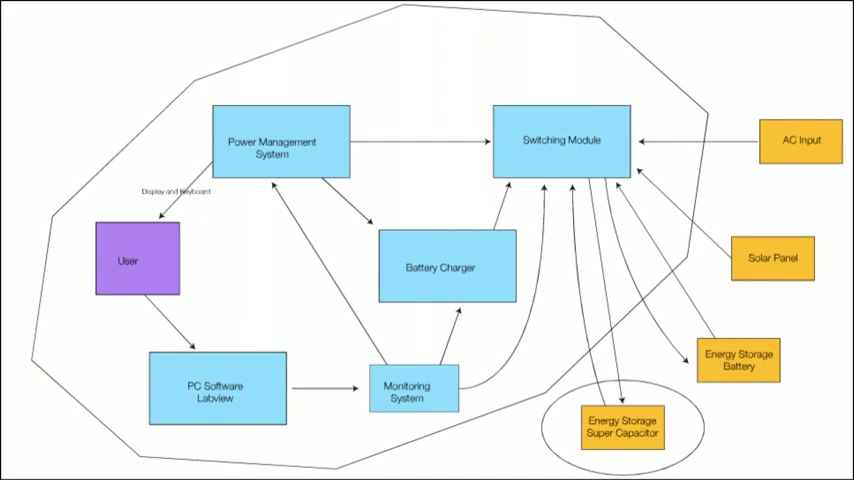 Power Management
System
Switching Module
AC Input
Display and Keyboard
User
Battery Charger
Solar Panel
Energy Storage
Battery
PC Software
Labview
Monitoring
System
Energy Storage
Super Capacitor